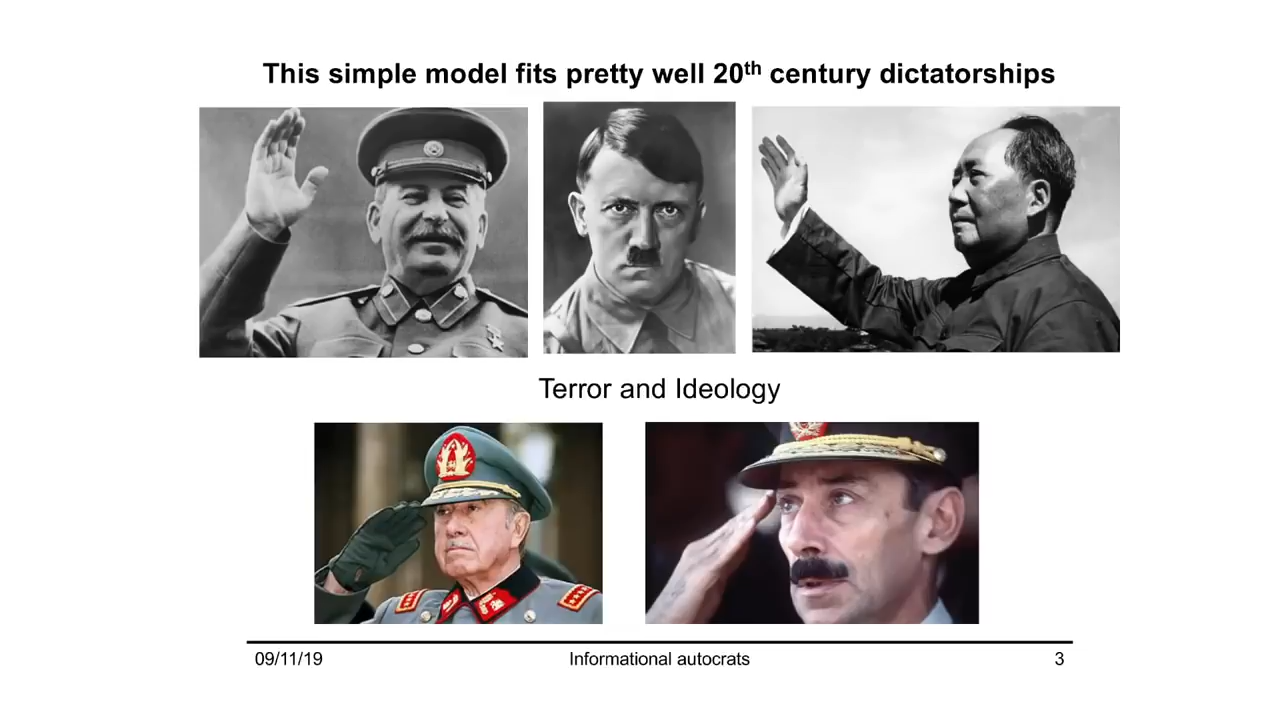 This simple model fits pretty well 20th century dictatorships
Terror and Ideology
09/11/19 Informational autocrats 3